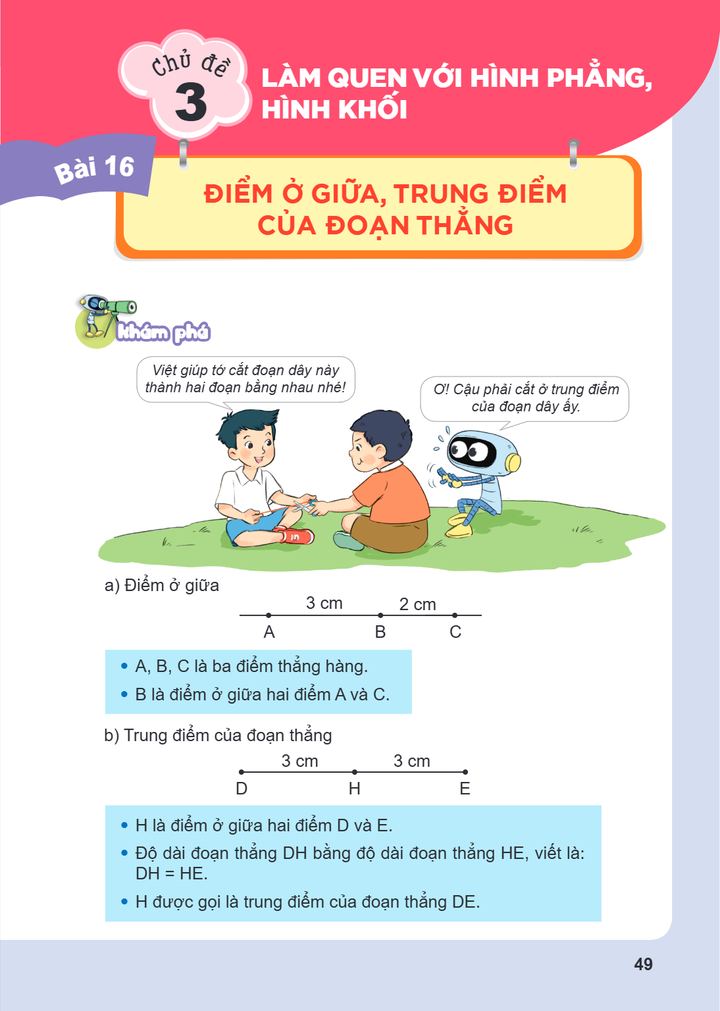 Chủ đề
3
LÀM QUEN VỚI HÌNH PHẲNG,
HÌNH KHỐI
Bài 16
ĐIỂM Ở GIỮA, TRUNG ĐIỂM
CỦA ĐOẠN THẲNG
Khám phá
Việt giúp tớ cắt đoạn dây này
thành hai đoạn bằng nhau nhé!
Ơ! Cậu phải cắt ở trung điểm
của đoạn dây ấy.
a) Điểm ở giữa
3 cm 2 cm
A B C
• A, B, C là ba điểm thẳng hàng.
• B là điểm ở giữa hai điểm A và C.
b) Trung điểm của đoạn thẳng
3 cm 3 cm
D H E
• H là điểm ở giữa hai điểm D và E.
• Độ dài đoạn thẳng DH bằng độ dài đoạn thẳng HE, viết là:
DH = HE.
• H được gọi là trung điểm của đoạn thẳng DE.
49